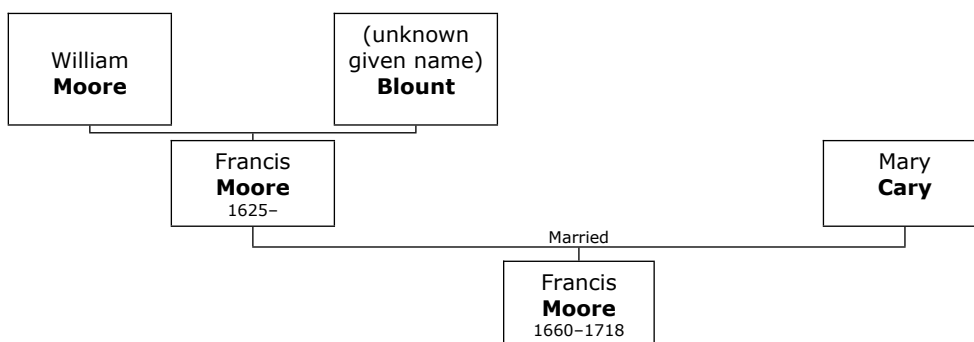 William
Moore
(unknown
given name)
Blount
Francis
Moore
1625–
Mary
Cary
Married
Francis
Moore
1660–1718